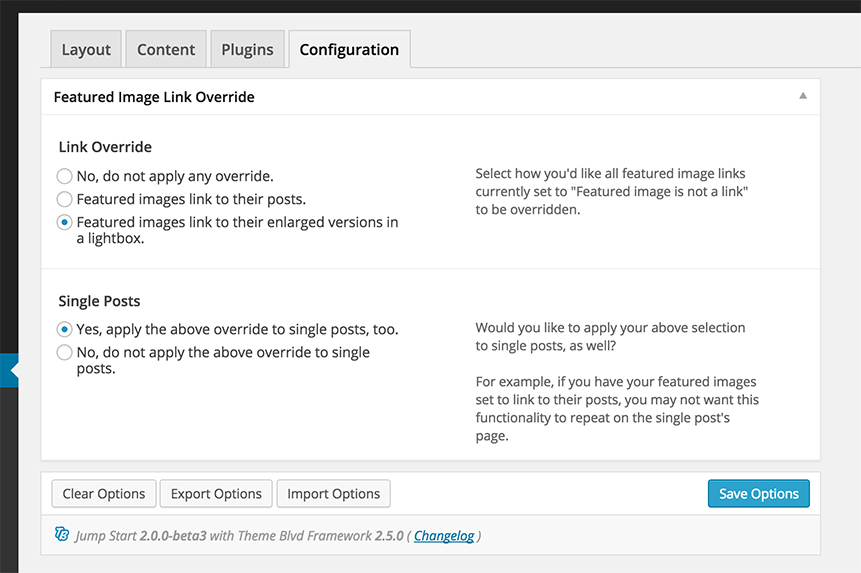 Layout Content Plugins Configuration
Featured Image Link Override
Link Override
No, do not apply any override.
Featured images link to their posts.
Featured images link to their enlarged versions in
a lightbox.
Select how you'd like all featured image links
currently set to "Featured image is not a link"
to be overridden.
Single Posts
Yes, apply the above override to single posts, too.
No, do not apply the above override to single
posts.
Would you like to apply your above selection
to single posts, as well?
For example, if you have your featured images
set to link to their posts, you may not want this
functionality to repeat on the single post's
page.
Clear Options Export Options Import Options Save Options
TB Jump Start 2.0.0-beta3 with Theme Blvd Framework 2.5.0 ( Changelog )